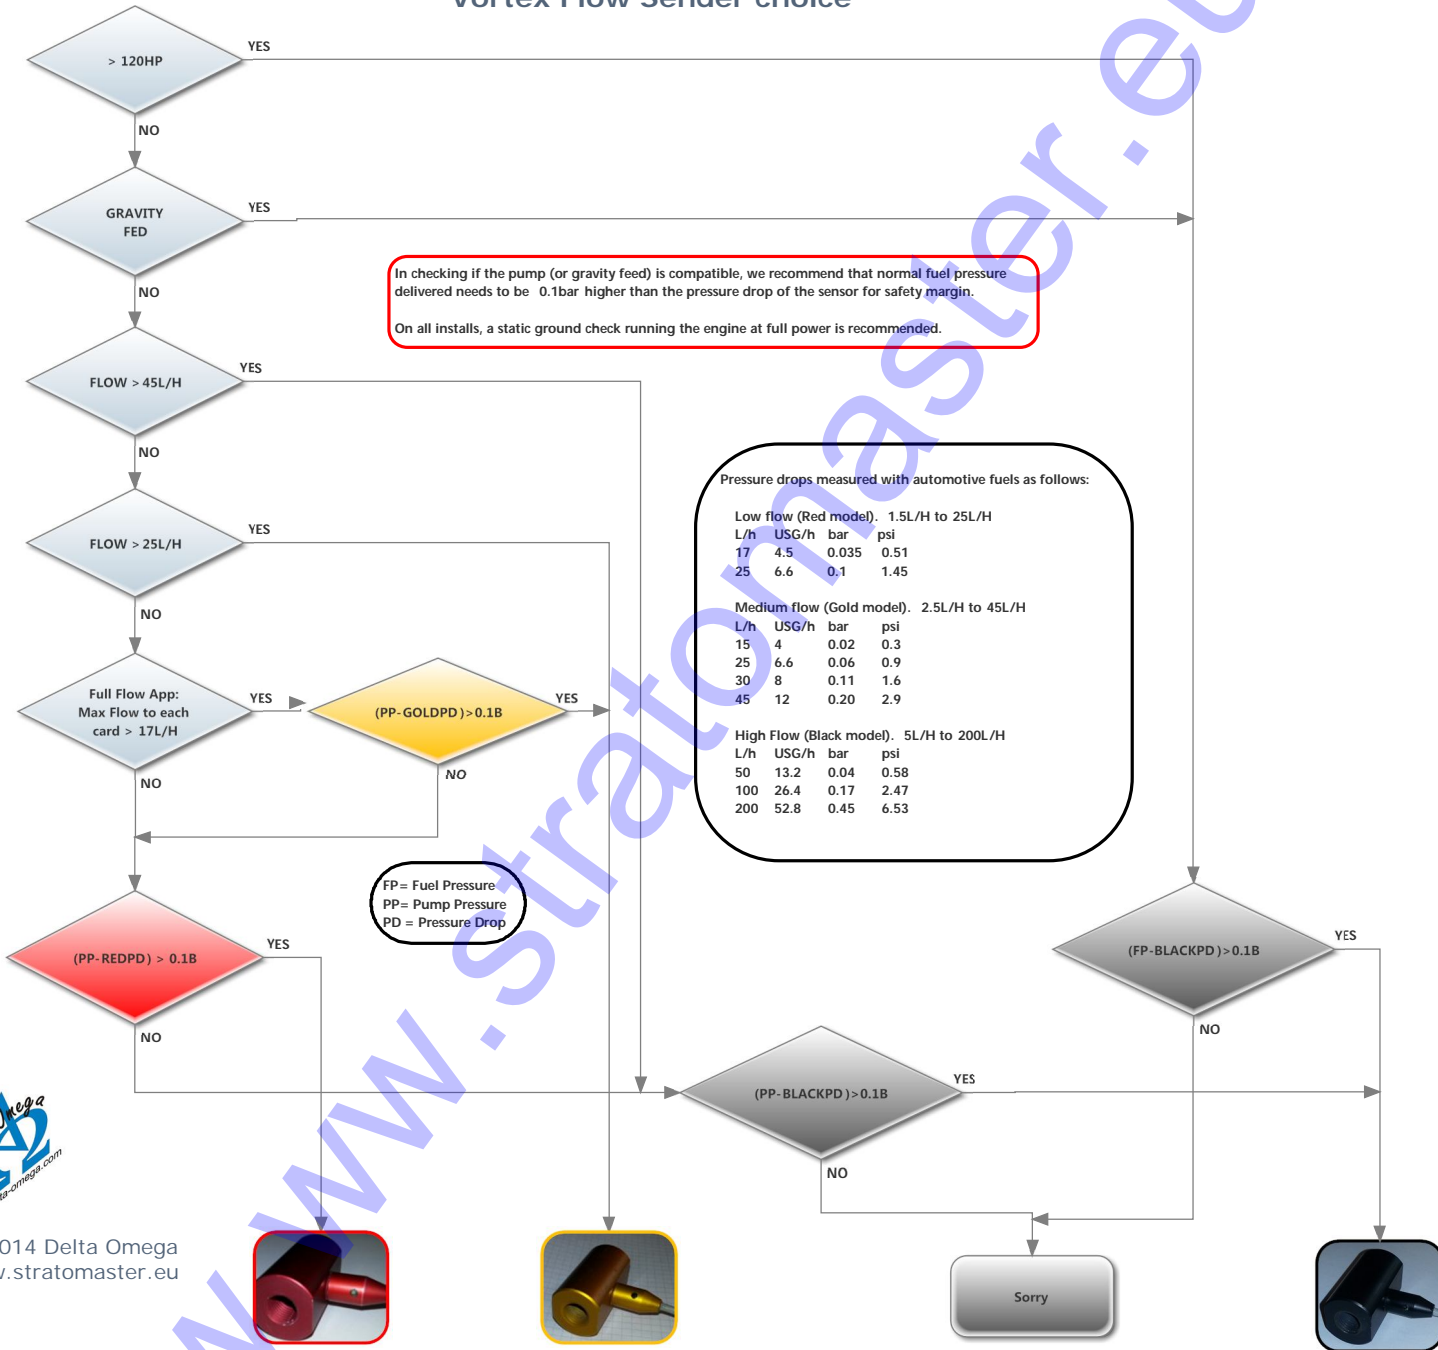 Vortex Flow Sender choice
> 120HP
YES
NO
GRAVITY
FED
YES
NO
In checking if the pump (or gravity feed) is compatible, we recommend that normal fuel pressure
delivered needs to be 0.1bar higher than the pressure drop of the sensor for safety margin.
On all installs, a static ground check running the engine at full power is recommended.
FLOW > 45L/H
YES
NO
FLOW > 25L/H
YES
NO
Pressure drops measured with automotive fuels as follows:
Low flow (Red model). 1.5L/H to 25L/H
L/h USG/h bar psi
17 4.5 0.035 0.51
25 6.6 0.1 1.45
Medium flow (Gold model). 2.5L/H to 45L/H
L/h USG/h bar psi
15 4 0.02 0.3
25 6.6 0.06 0.9
30 8 0.11 1.6
45 12 0.20 2.9
High Flow (Black model). 5L/H to 200L/H
L/h USG/h bar psi
50 13.2 0.04 0.58
100 26.4 0.17 2.47
200 52.8 0.45 6.53
Full Flow App:
Max Flow to each
card > 17L/H
YES
NO
(PP-GOLDPD)>0.1B
YES
NO
FP= Fuel Pressure
PP= Pump Pressure
PD = Pressure Drop
(PP-REDPD) > 0.1B
YES
NO
(FP-BLACKPD)>0.1B
YES
NO
(PP-BLACKPD)>0.1B
YES
NO
Sorry
014 Delta Omega
w.stratomaster.eu
www.stratomaster.eu